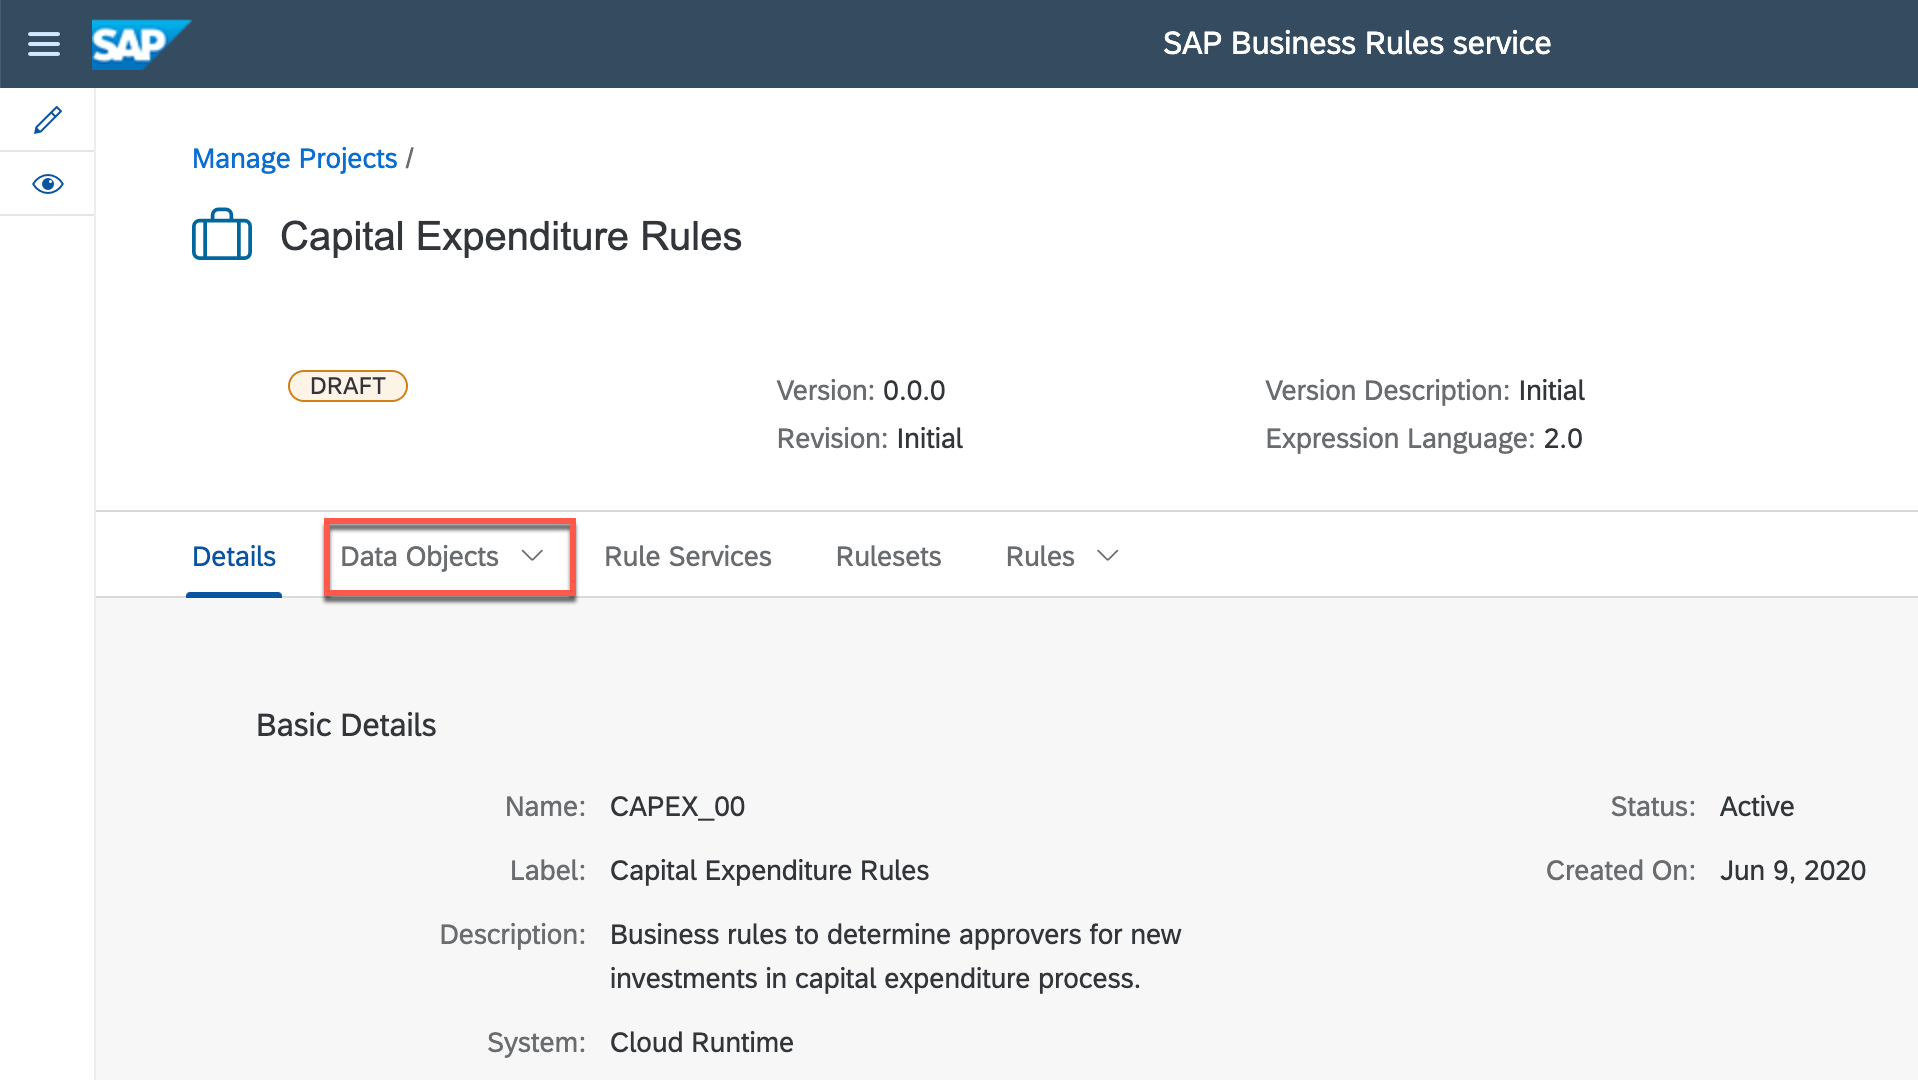 SAP
SAP Business Rules service
Manage Projects /
Capital Expenditure Rules
DRAFT
Version: 0.0.0
Version Description: Initial
Revision: Initial
Expression Language: 2.0
Details
Data Objects
Rule Services
Rulesets
Rules
Basic Details
Name: CAPEX_00
Status: Active
Label: Capital Expenditure Rules
Created On: Jun 9, 2020
Description: Business rules to determine approvers for new
investments in capital expenditure process.
System: Cloud Runtime